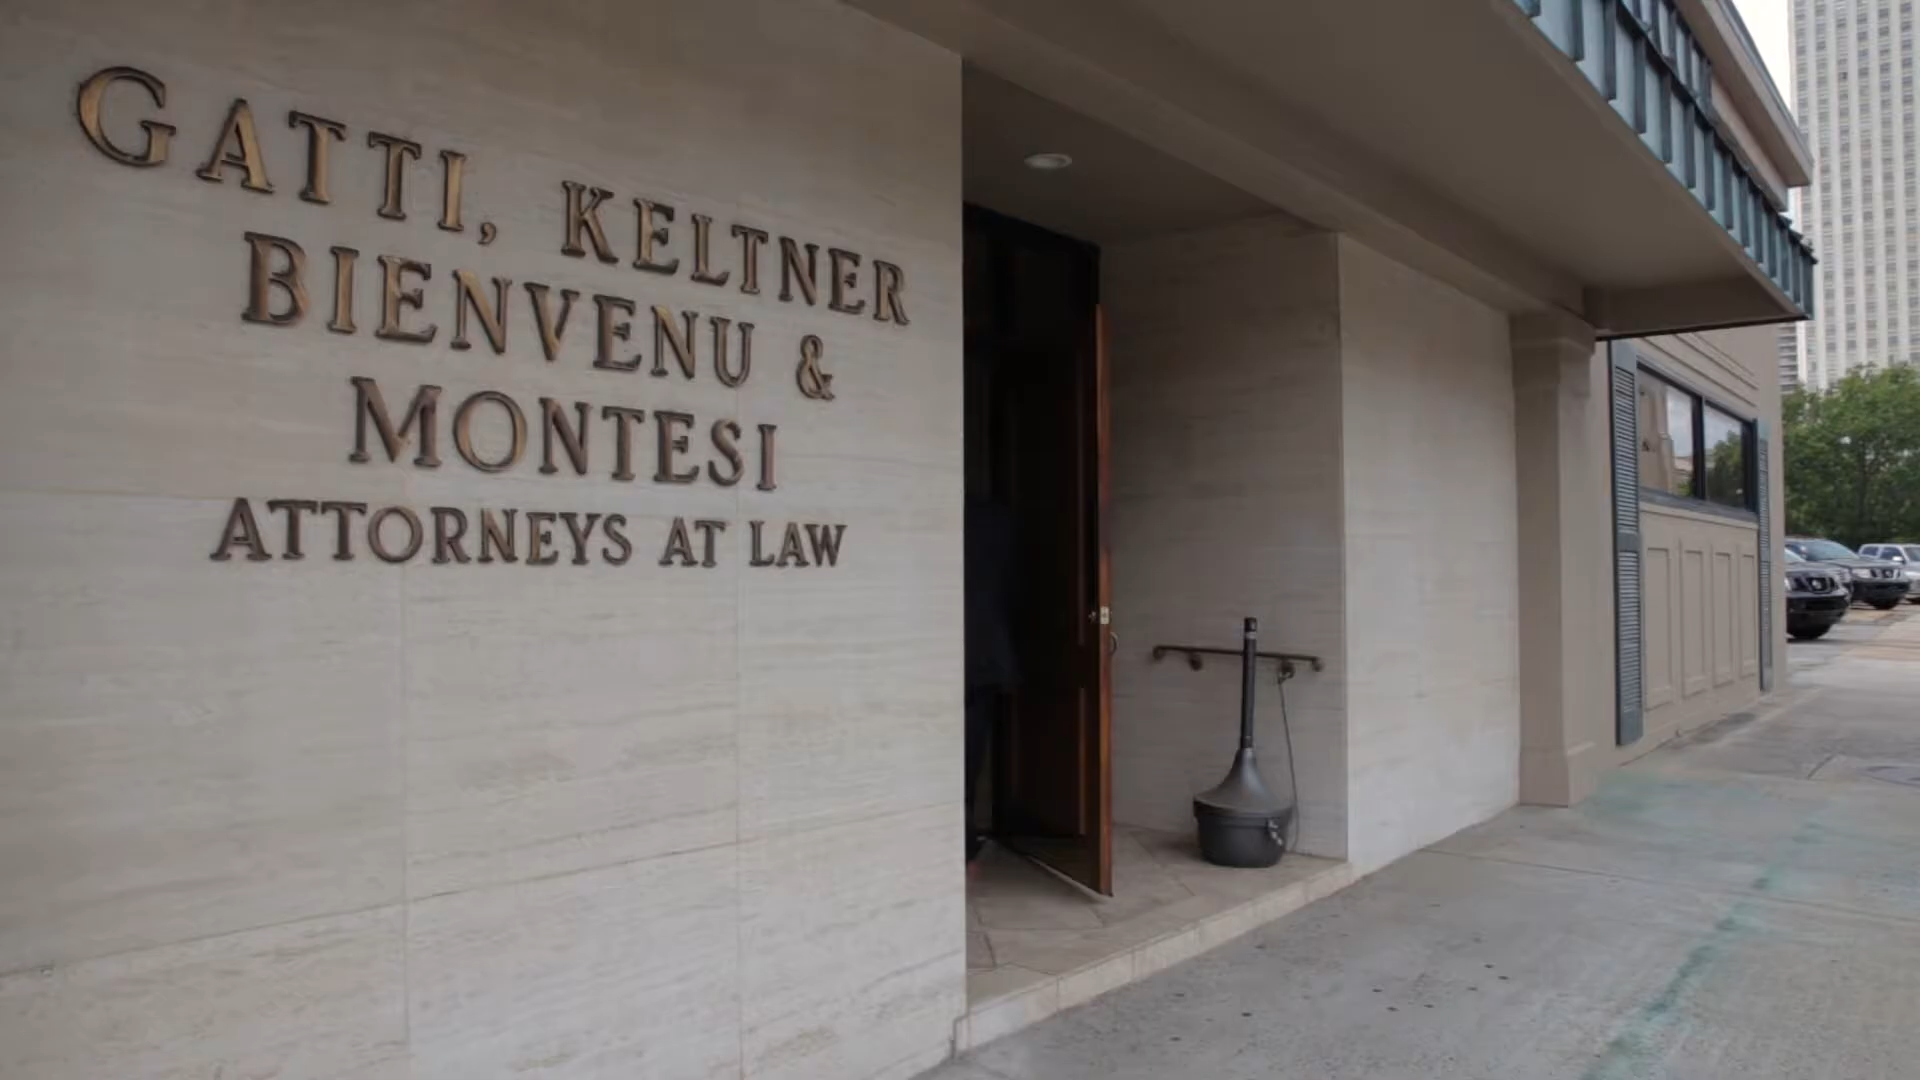 GATTI, KELTNER
BIENVENU &
MONTESI
ATTORNEYS AT LAW